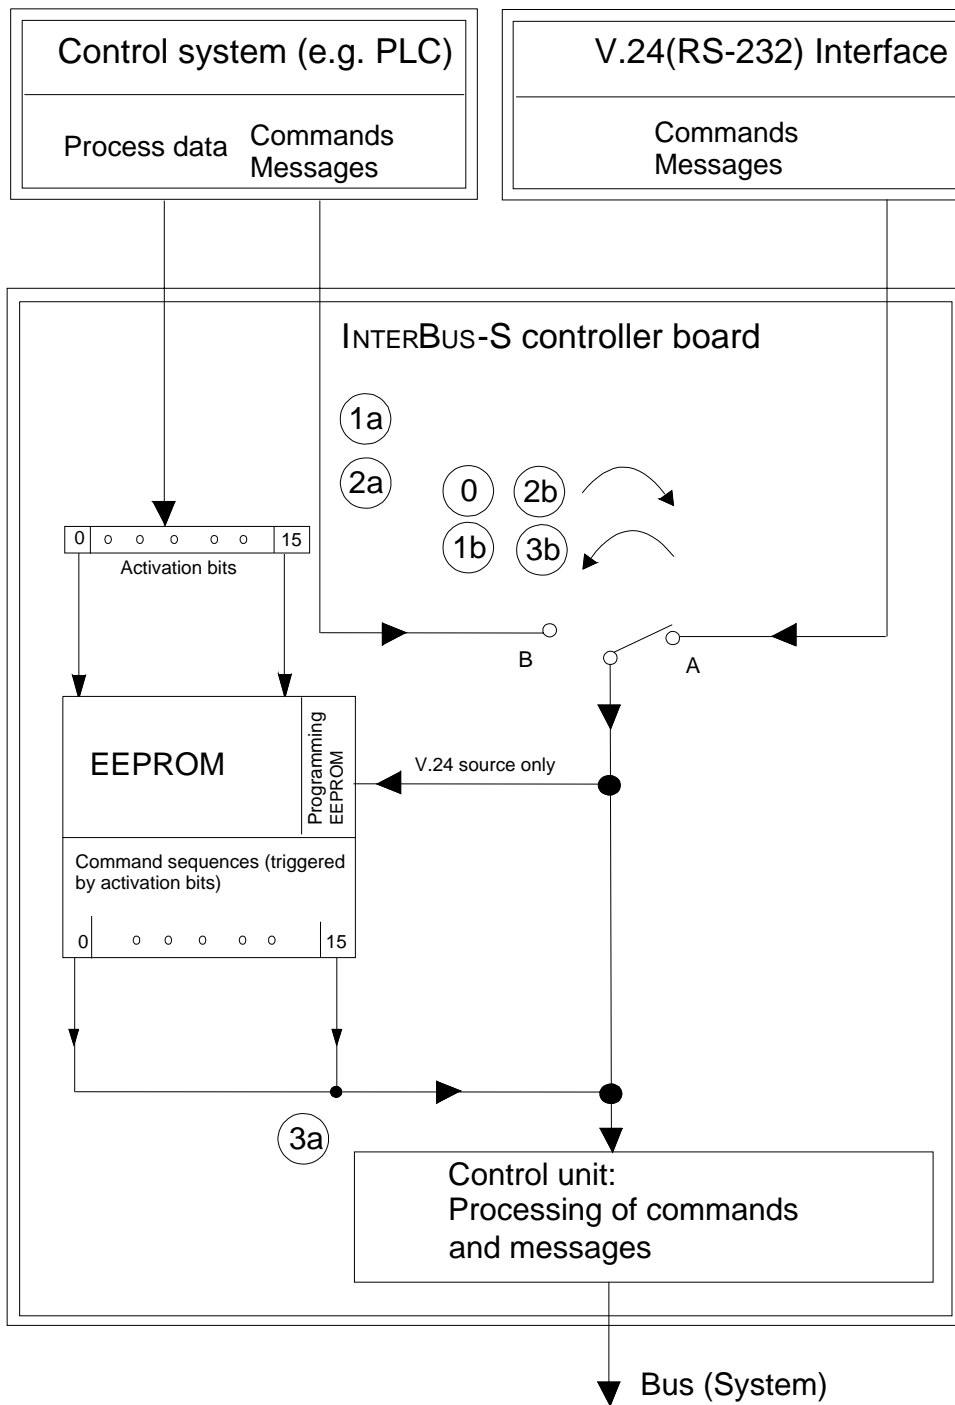 Control system (e.g. PLC)
Process data
Commands
Messages
V.24(RS-232) Interface
Commands
Messages
INTERBUS-S controller board
1a
2a
0
2b
1b
3b
0 o o o o o 15
Activation bits
B
A
EEPROM
Programming
EEPROM
V.24 source only
Command sequences (triggered
by activation bits)
0 o o o o o 15
3a
Control unit:
Processing of commands
and messages
Bus (System)